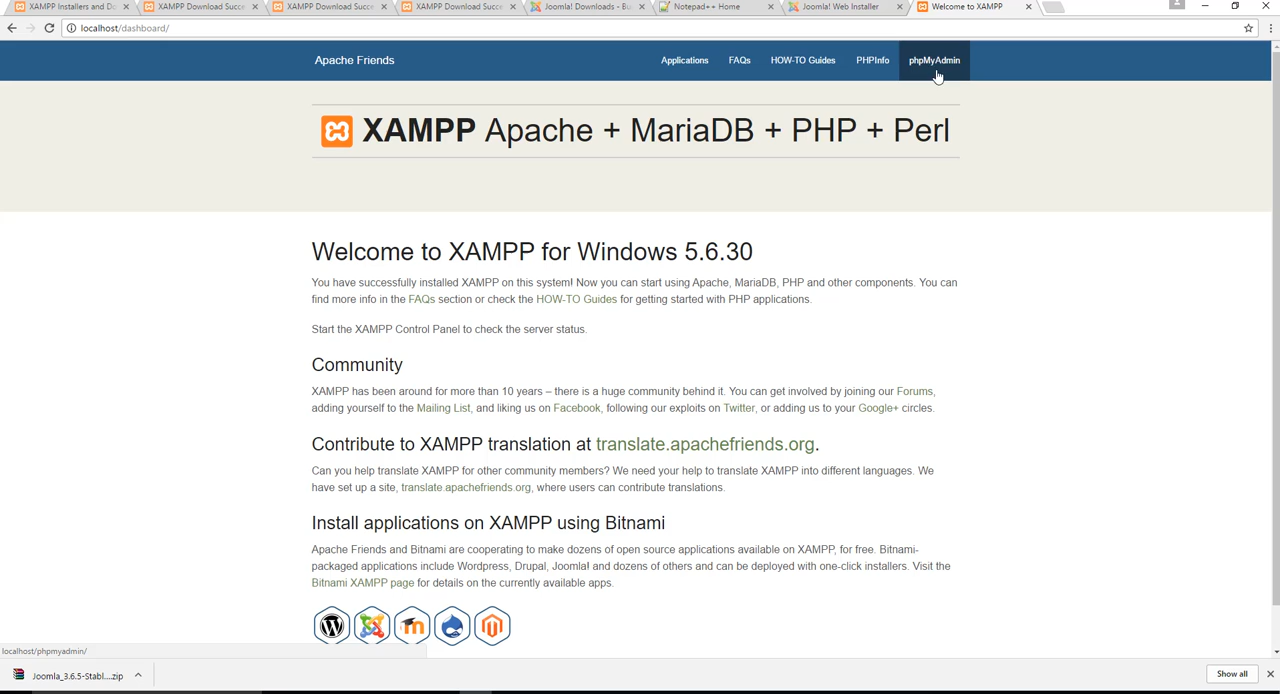 XAMPP Installers and Do
XAMPP Download Succe
XAMPP Download Succe
XAMPP Download Succe
Joomla! Downloads - Bu
Notepad++ Home
Joomla! Web Installer
Welcome to XAMPP
localhost/dashboard/
Apache Friends
Applications
FAQs
HOW-TO Guides
PHPInfo
phpMyAdmin
XAMPP Apache + MariaDB + PHP + Perl
Welcome to XAMPP for Windows 5.6.30
You have successfully installed XAMPP on this system! Now you can start using Apache, MariaDB, PHP and other components. You can
find more info in the FAQs section or check the HOW-TO Guides for getting started with PHP applications.
Start the XAMPP Control Panel to check the server status.
Community
XAMPP has been around for more than 10 years – there is a huge community behind it. You can get involved by joining our Forums,
adding yourself to the Mailing List, and liking us on Facebook, following our exploits on Twitter, or adding us to your Google+ circles.
Contribute to XAMPP translation at translate.apachefriends.org.
Can you help translate XAMPP for other community members? We need your help to translate XAMPP into different languages. We
have set up a site, translate.apachefriends.org, where users can contribute translations.
Install applications on XAMPP using Bitnami
Apache Friends and Bitnami are cooperating to make dozens of open source applications available on XAMPP, for free. Bitnami-
packaged applications include Wordpress, Drupal, Joomla! and dozens of others and can be deployed with one-click installers. Visit the
Bitnami XAMPP page for details on the currently available apps.
localhost/phpmyadmin/
Joomla_3.6.5-Stabl....zip
Show all